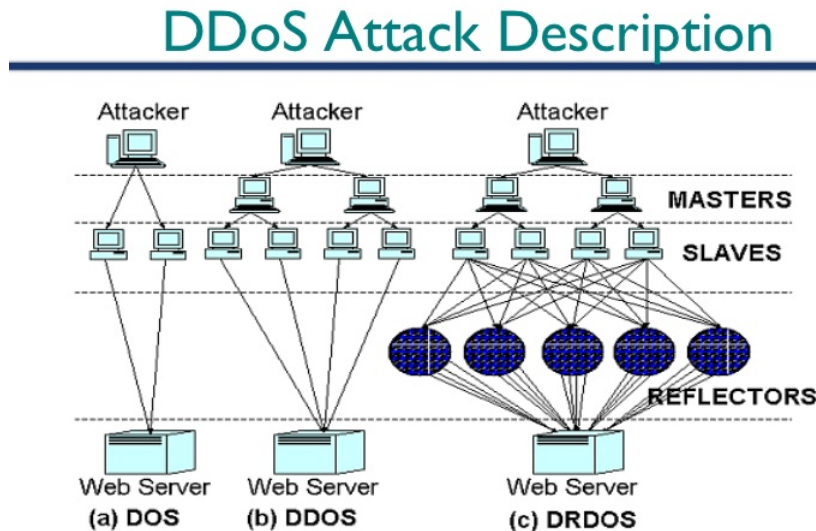 DDoS Attack Description
Attacker Attacker Attacker
MASTERS
SLAVES
REFLECTORS
Web Server Web Server Web Server
(a) DOS (b) DDOS (c) DRDOS